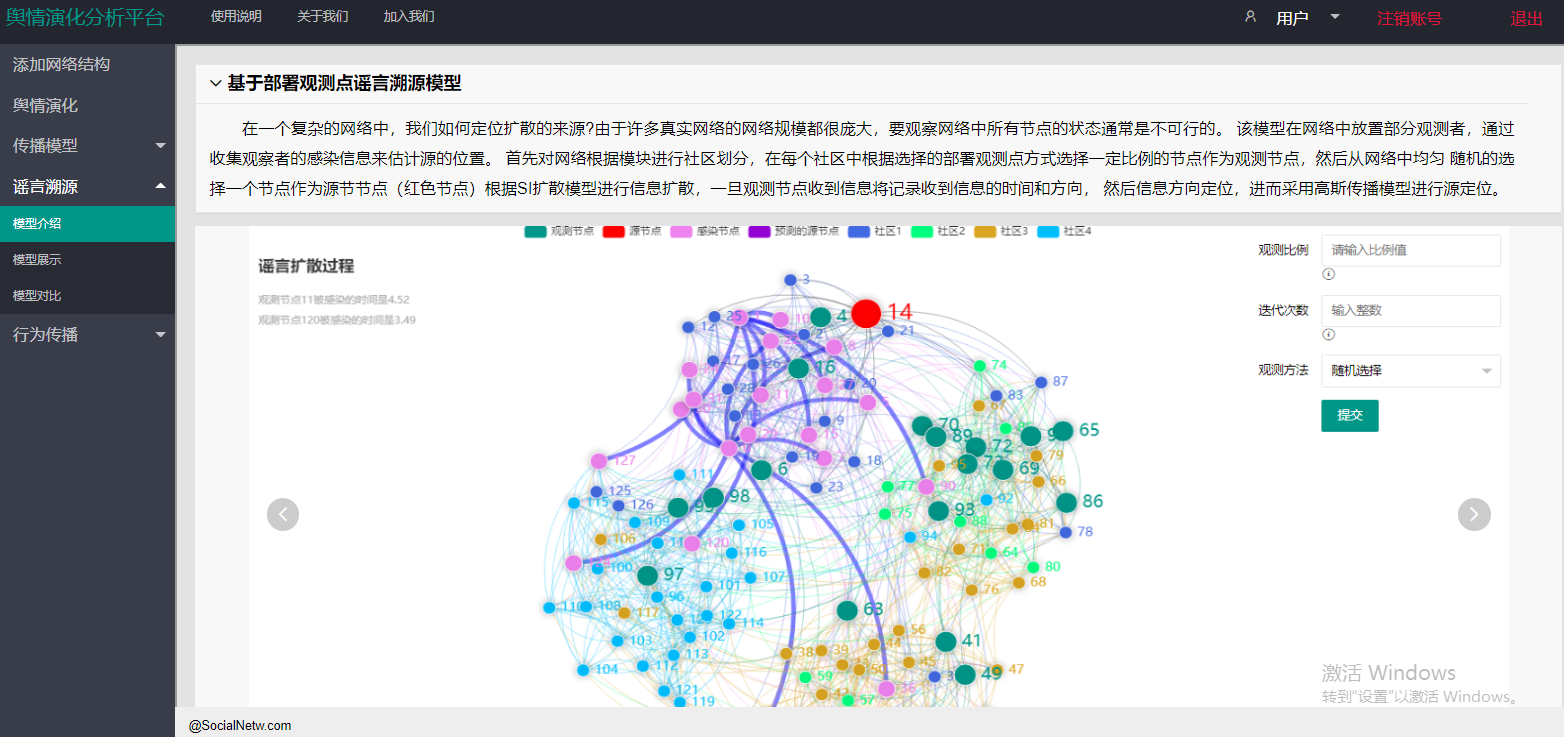 舆情演化分析平台
使用说明
关于我们
加入我们
用户
注销账号
退出
添加网络结构
舆情演化
传播模型
谣言溯源
模型介绍
模型展示
模型对比
行为传播
基于部署观测点谣言溯源模型
在一个复杂的网络中，我们如何定位扩散的来源?由于许多真实网络的网络规模都很庞大，要观察网络中所有节点的状态通常是不可行的。 该模型在网络中放置部分观测者，通过
收集观察者的感染信息来估计源的位置。 首先对网络根据模块进行社区划分，在每个社区中根据选择的部署观测点方式选择一定比例的节点作为观测节点，然后从网络中均匀 随机的选
择一个节点作为源节节点（红色节点）根据SI扩散模型进行信息扩散，一旦观测节点收到信息将记录收到信息的时间和方向， 然后信息方向定位，进而采用高斯传播模型进行源定位。
观测节点 源节点 感染节点 预测的源节点 社区1 社区2 社区3 社区4
谣言扩散过程
观测节点11被感染的时间是4.52
观测节点120被感染的时间是3.49
观测比例 请输入比例值
迭代次数 输入整数
观测方法 随机选择
提交
3
14
4
25
12
21
16
74
87
83
20
28
9
70
65
89
72
69
79
66
127
6
19
18
23
111
125
126
115
98
109
105
106
120
116
100
97
107
101
96
108
117
122
114
103
102
113
112
104
121
119
77
90
92
86
75
93
88
81
78
94
71
64
80
82
68
76
63
56
41
44
38
39
45
49
47
59
50
36
57
激活 Windows
转到“设置”以激活 Windows。
@SocialNetw.com